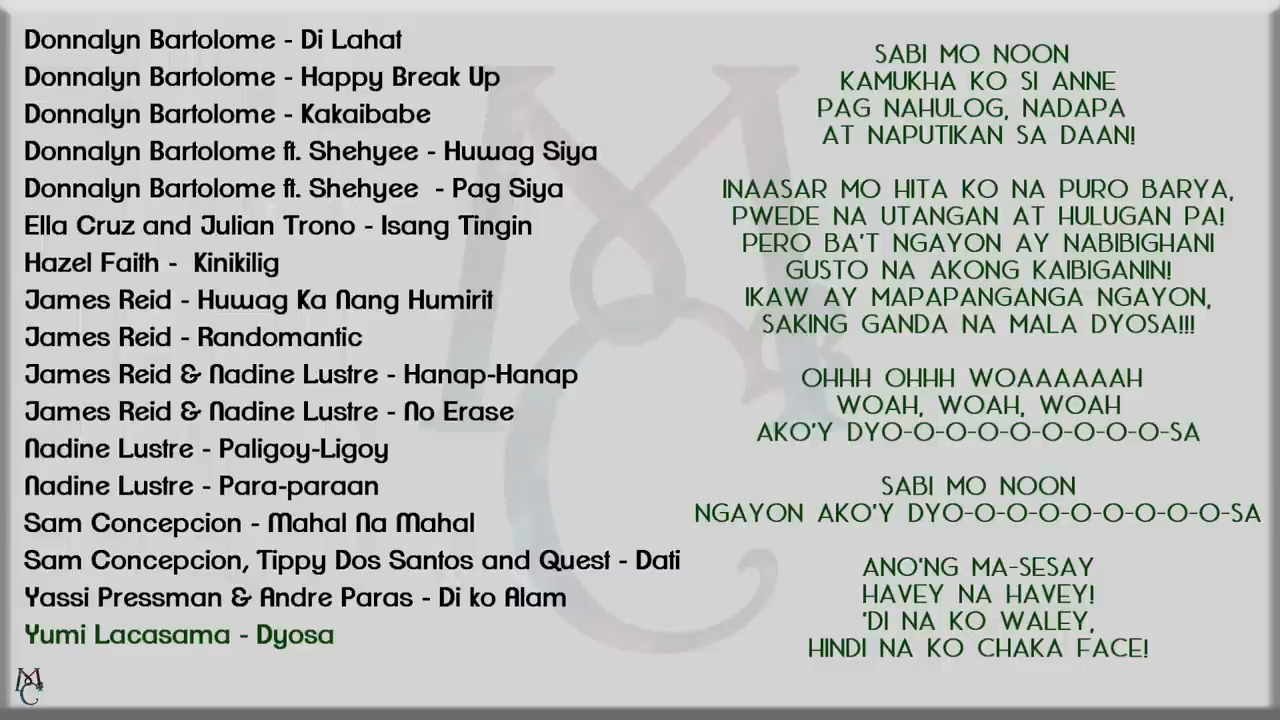 Donnalyn Bartolome - Di Lahat
Donnalyn Bartolome - Happy Break Up
Donnalyn Bartolome - Kakaibabe
Donnalyn Bartolome ft. Shehyee - Huwag Siya
Donnalyn Bartolome ft. Shehyee - Pag Siya
Ella Cruz and Julian Trono - Isang Tingin
Hazel Faith - Kinikilig
James Reid - Huwag Ka Nang Humirit
James Reid - Randomantic
James Reid & Nadine Lustre - Hanap-Hanap
James Reid & Nadine Lustre - No Erase
Nadine Lustre - Paligoy-Ligoy
Nadine Lustre - Para-paraan
Sam Concepcion - Mahal Na Mahal
Sam Concepcion, Tippy Dos Santos and Quest - Dati
Yassi Pressman & Andre Paras - Di ko Alam
Yumi Lacasama - Dyosa
SABI MO NOON
KAMUKHA KO SI ANNE
PAG NAHULOG, NADAPA
AT NAPUTIKAN SA DAAN!
INAASAR MO HITA KO NA PURO BARYA,
PWEDE NA UTANGAN AT HULUGAN PA!
PERO BA'T NGAYON AY NABIBIGHANI
GUSTO NA AKONG KAIBIGANIN!
IKAW AY MAPAPANGANGA NGAYON,
SAKING GANDA NA MALA DYOSA!!!
OHHH OHHH WOAAAAAAH
WOAH, WOAH, WOAH
AKO'Y DYO-O-O-O-O-O-O-O-O-SA
SABI MO NOON
NGAYON AKO'Y DYO-O-O-O-O-O-O-O-O-SA
ANO'NG MA-SESAY
HAVEY NA HAVEY!
'DI NA KO WALEY,
HINDI NA KO CHAKA FACE!